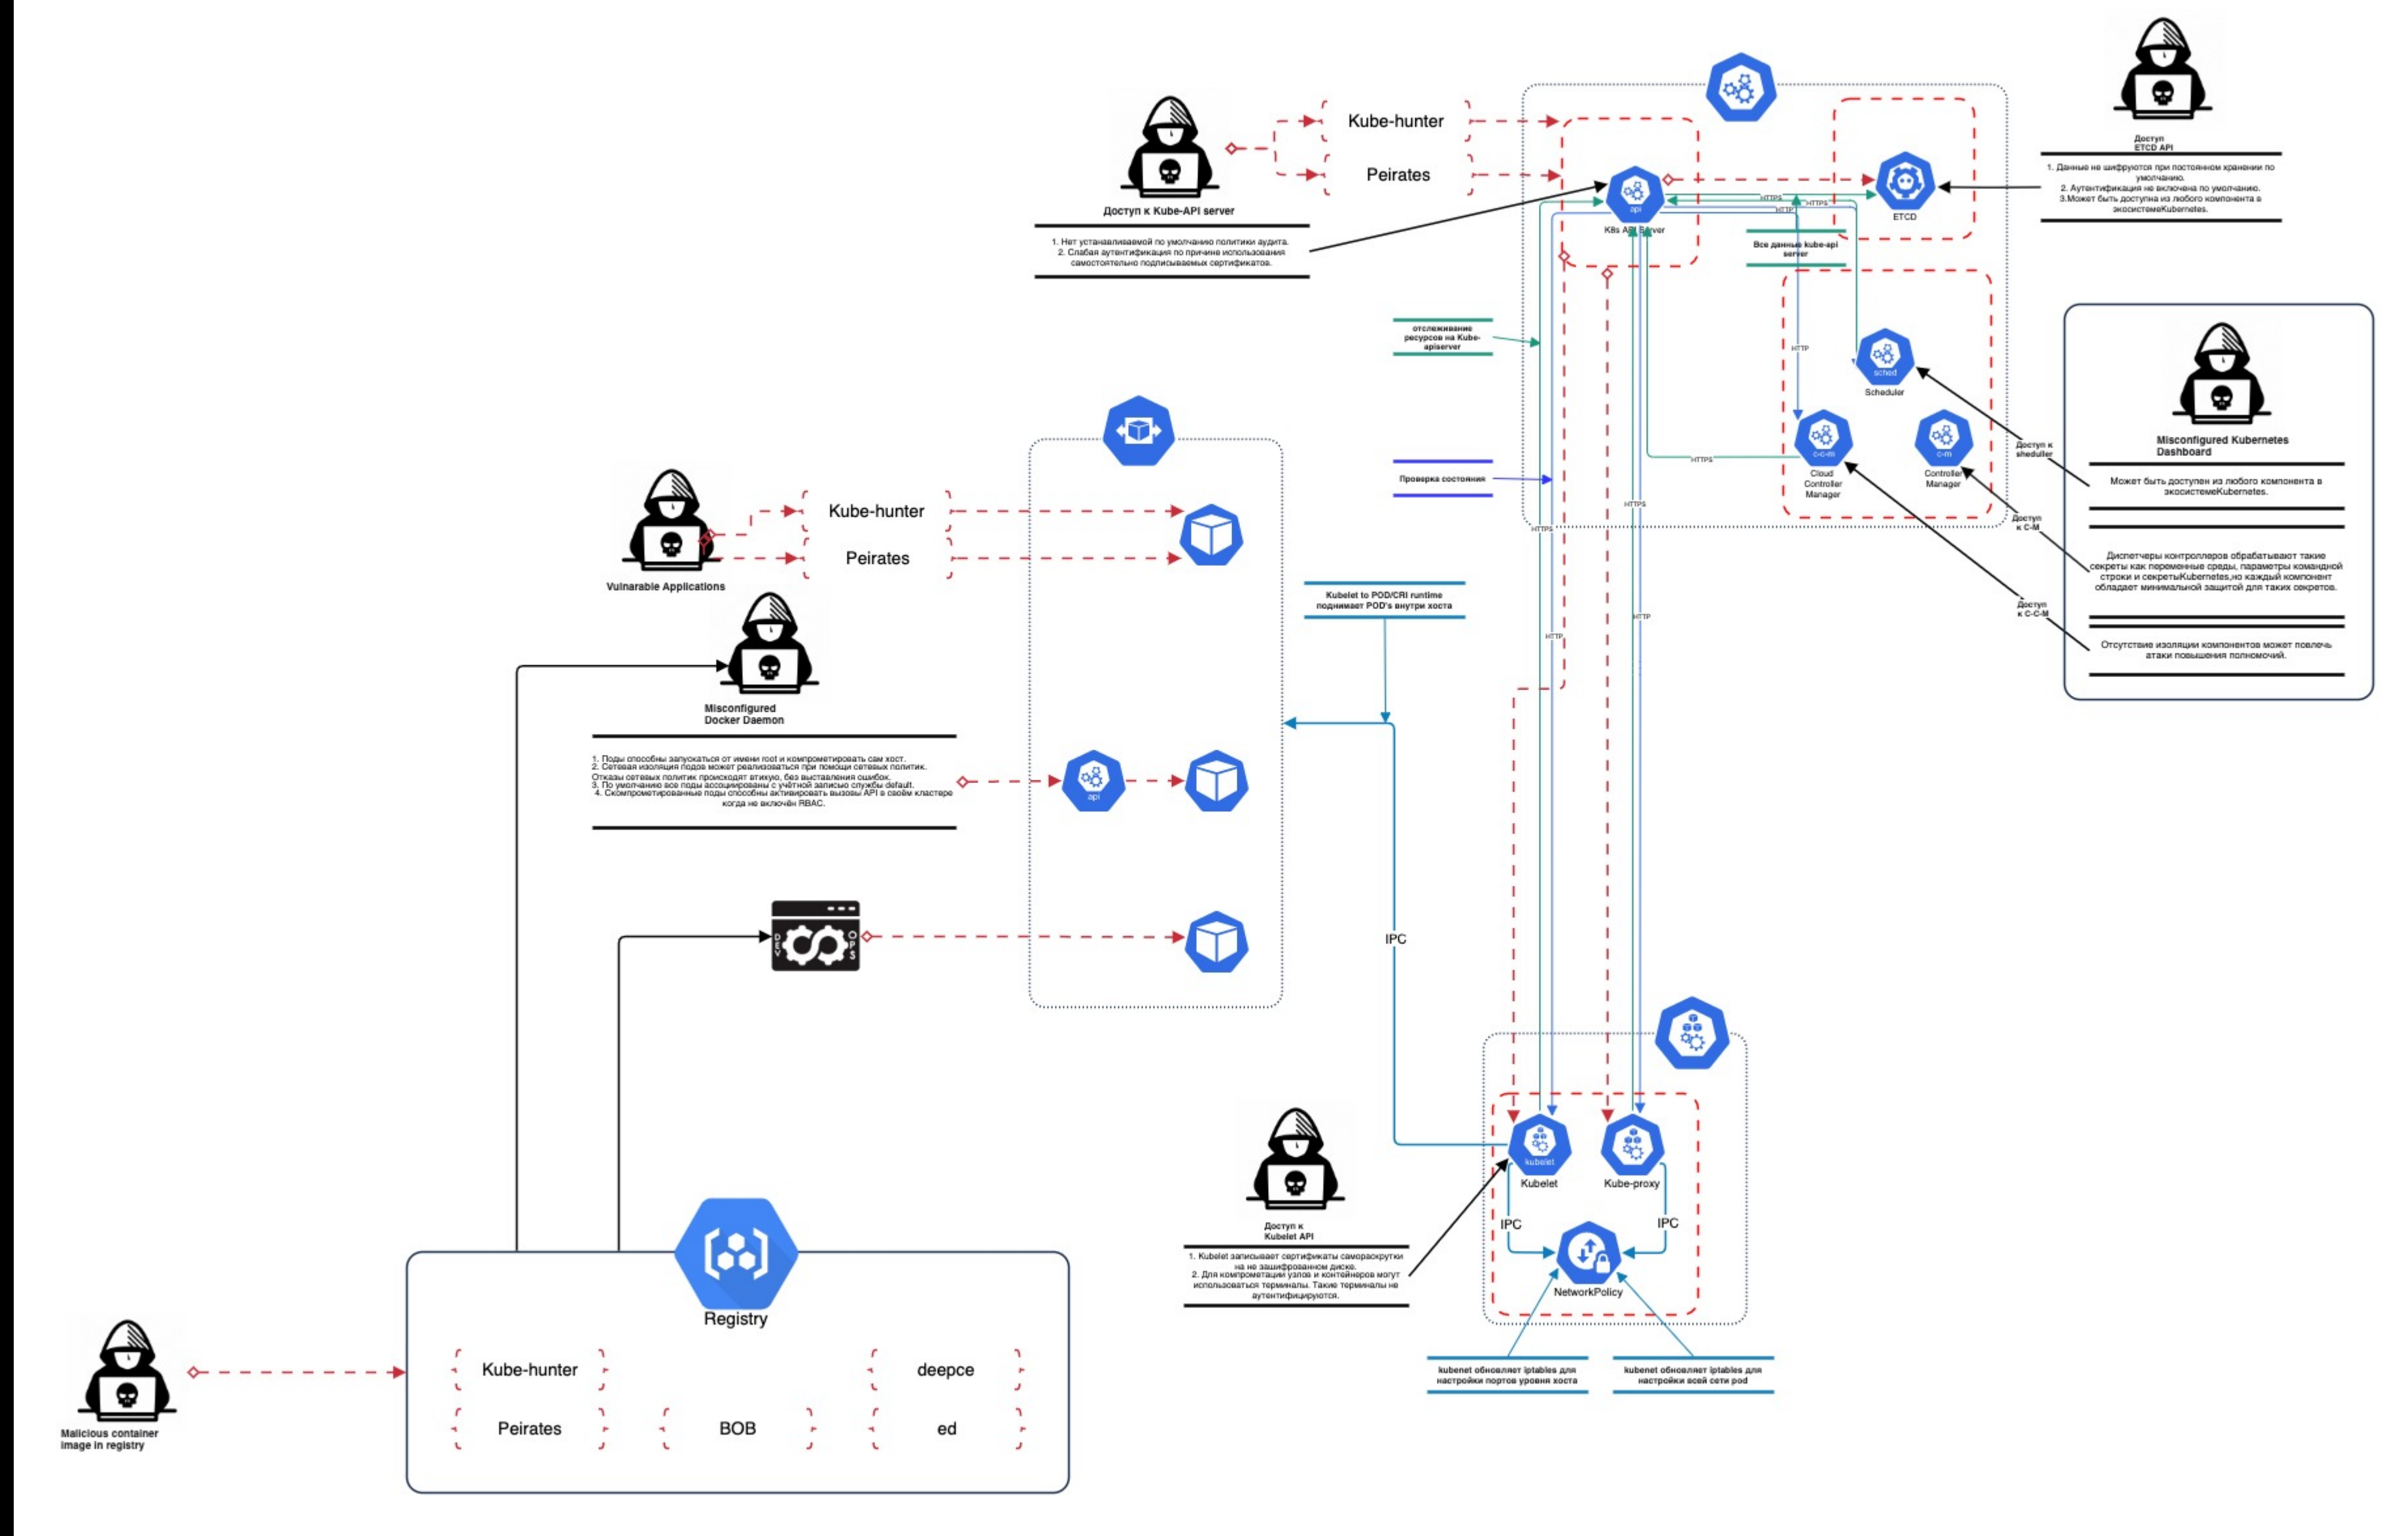 Доступ
ETCD API
1. Данные не шифруются при постоянном хранении по
умолчанию.
2. Аутентификация не включена по умолчанию.
3.Может быть доступна из любого компонента в
экосистемеKubernetes.
Kube-hunter
Peirates
Доступ к Kube-API server
1. Нет устанавливаемой по умолчанию политики аудита.
2. Слабая аутентификация по причине использования
самостоятельно подписываемых сертификатов.
api
K8s API Server
ETCD
HTTPS
HTTPS
HTTP
Все данные kube-api
server
отслеживание
ресурсов на Kube-
apiserver
HTTP
sched
Scheduler
c-c-m
Cloud
Controller
Manager
c-m
Controller
Manager
HTTPS
Проверка состояния
HTTPS
HTTPS
HTTP
HTTP
Misconfigured Kubernetes
Dashboard
Доступ к
sheduller
Может быть доступен из любого компонента в
экосистемеKubernetes.
Доступ
к C-M
Диспетчеры контроллеров обрабатывают такие
секреты как переменные среды, параметры командной
строки и секретыKubernetes,но каждый компонент
обладает минимальной защитой для таких секретов.
Доступ
к C-C-M
Отсутствие изоляции компонентов может повлечь
атаки повышения полномочий.
Kube-hunter
Peirates
Vulnarable Applications
Kubelet to POD/CRI runtime
поднимает POD's внутри хоста
Misconfigured
Docker Daemon
1. Поды способны запускаться от имени root и компрометировать сам хост.
2. Сетевая изоляция подов может реализоваться при помощи сетевых политик.
Отказы сетевых политик происходят втихую, без выставления ошибок.
3. По умолчанию все поды ассоциированы с учётной записью службы default.
4. Скомпрометированные поды способны активировать вызовы API в своём кластере
когда не включён RBAC.
api
DEV
OPS
IPC
kubelet
Kubelet
Kube-proxy
IPC
IPC
NetworkPolicy
Доступ к
Kubelet API
1. Kubelet записывает сертификаты самораскрутки
на не зашифрованном диске.
2. Для компрометации узлов и контейнеров могут
использоваться терминалы. Такие терминалы не
аутентифицируются.
kubenet обновляет iptables для
настройки портов уровня хоста
kubenet обновляет iptables для
настройки всей сети pod
Registry
Kube-hunter
deepce
Peirates
BOB
ed
Malicious container
image in registry